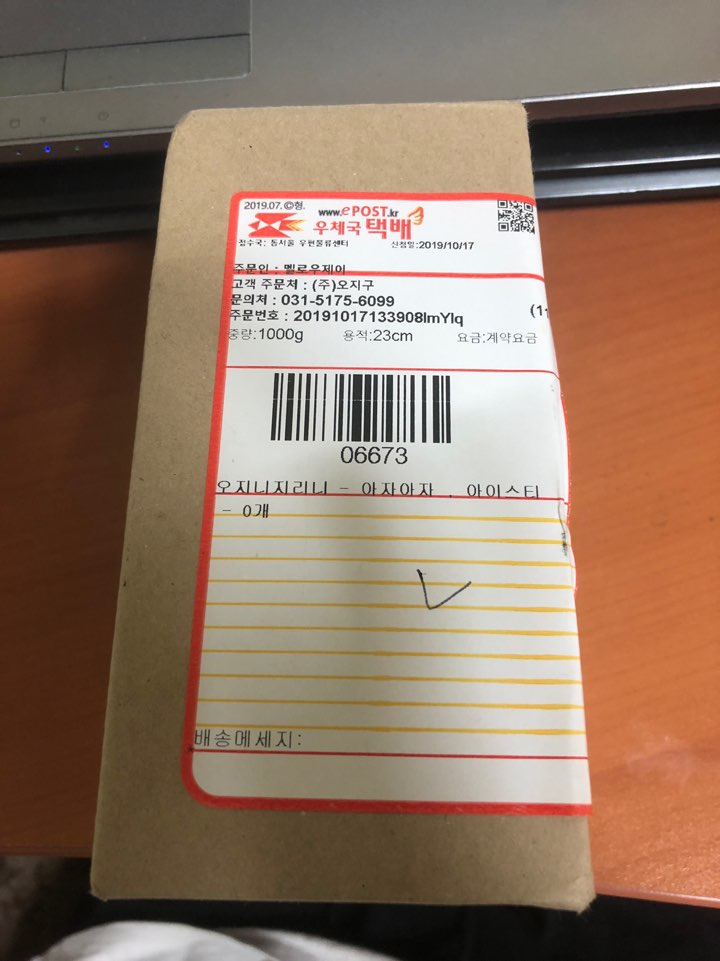 2019.07. ◎형.
www.ePOST.kr
우체국 택배
접수국: 동서울 우편물류센터 신청일:2019/10/17
주문인 : 멜로우제이
고객 주문처 : (주)오지구
문의처 : 031-5175-6099
주문번호 : 20191017133908ImYIq
(1
중량:1000g 용적:23cm 요금:계약요금
06673
오지니지리니 - 아자아자 . 아이스티
- 0개
배송메세지: